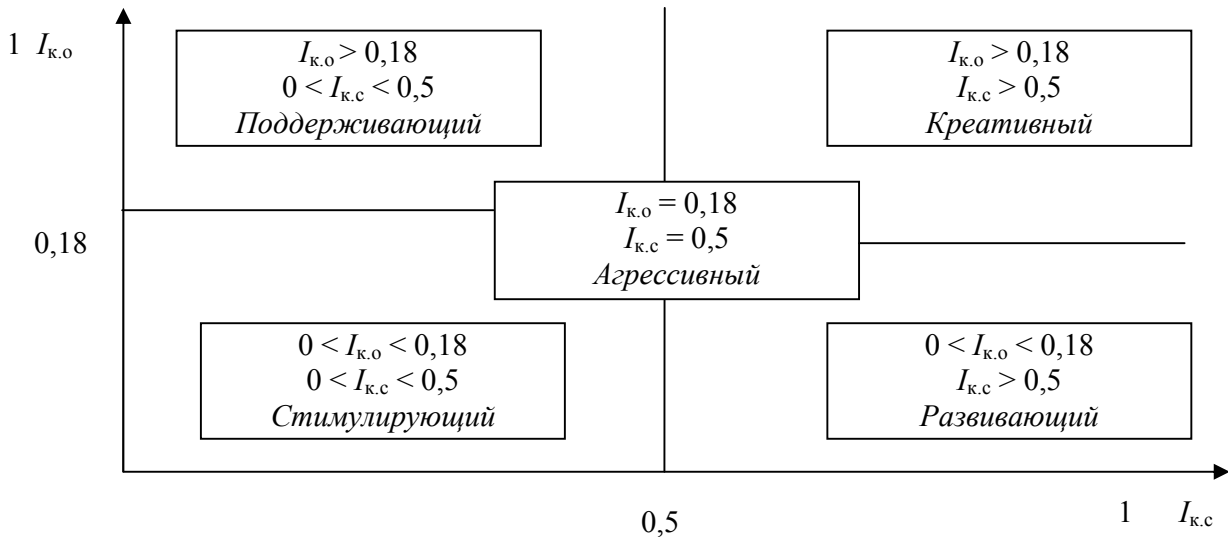 1 Iк.о
Iк.о > 0,18
0 < Iк.с < 0,5
Поддерживающий
Iк.о > 0,18
Iк.с > 0,5
Креативный
0,18
Iк.о = 0,18
Iк.с = 0,5
Агрессивный
0 < Iк.о < 0,18
0 < Iк.с < 0,5
Стимулирующий
0 < Iк.о < 0,18
Iк.с > 0,5
Развивающий
0,5
1 Iк.с